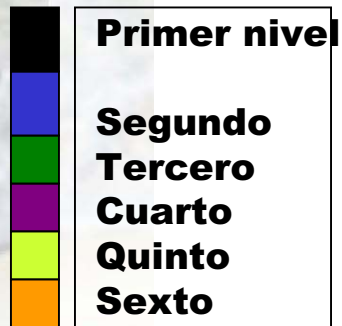 Primer nivel
Segundo
Tercero
Cuarto
Quinto
Sexto